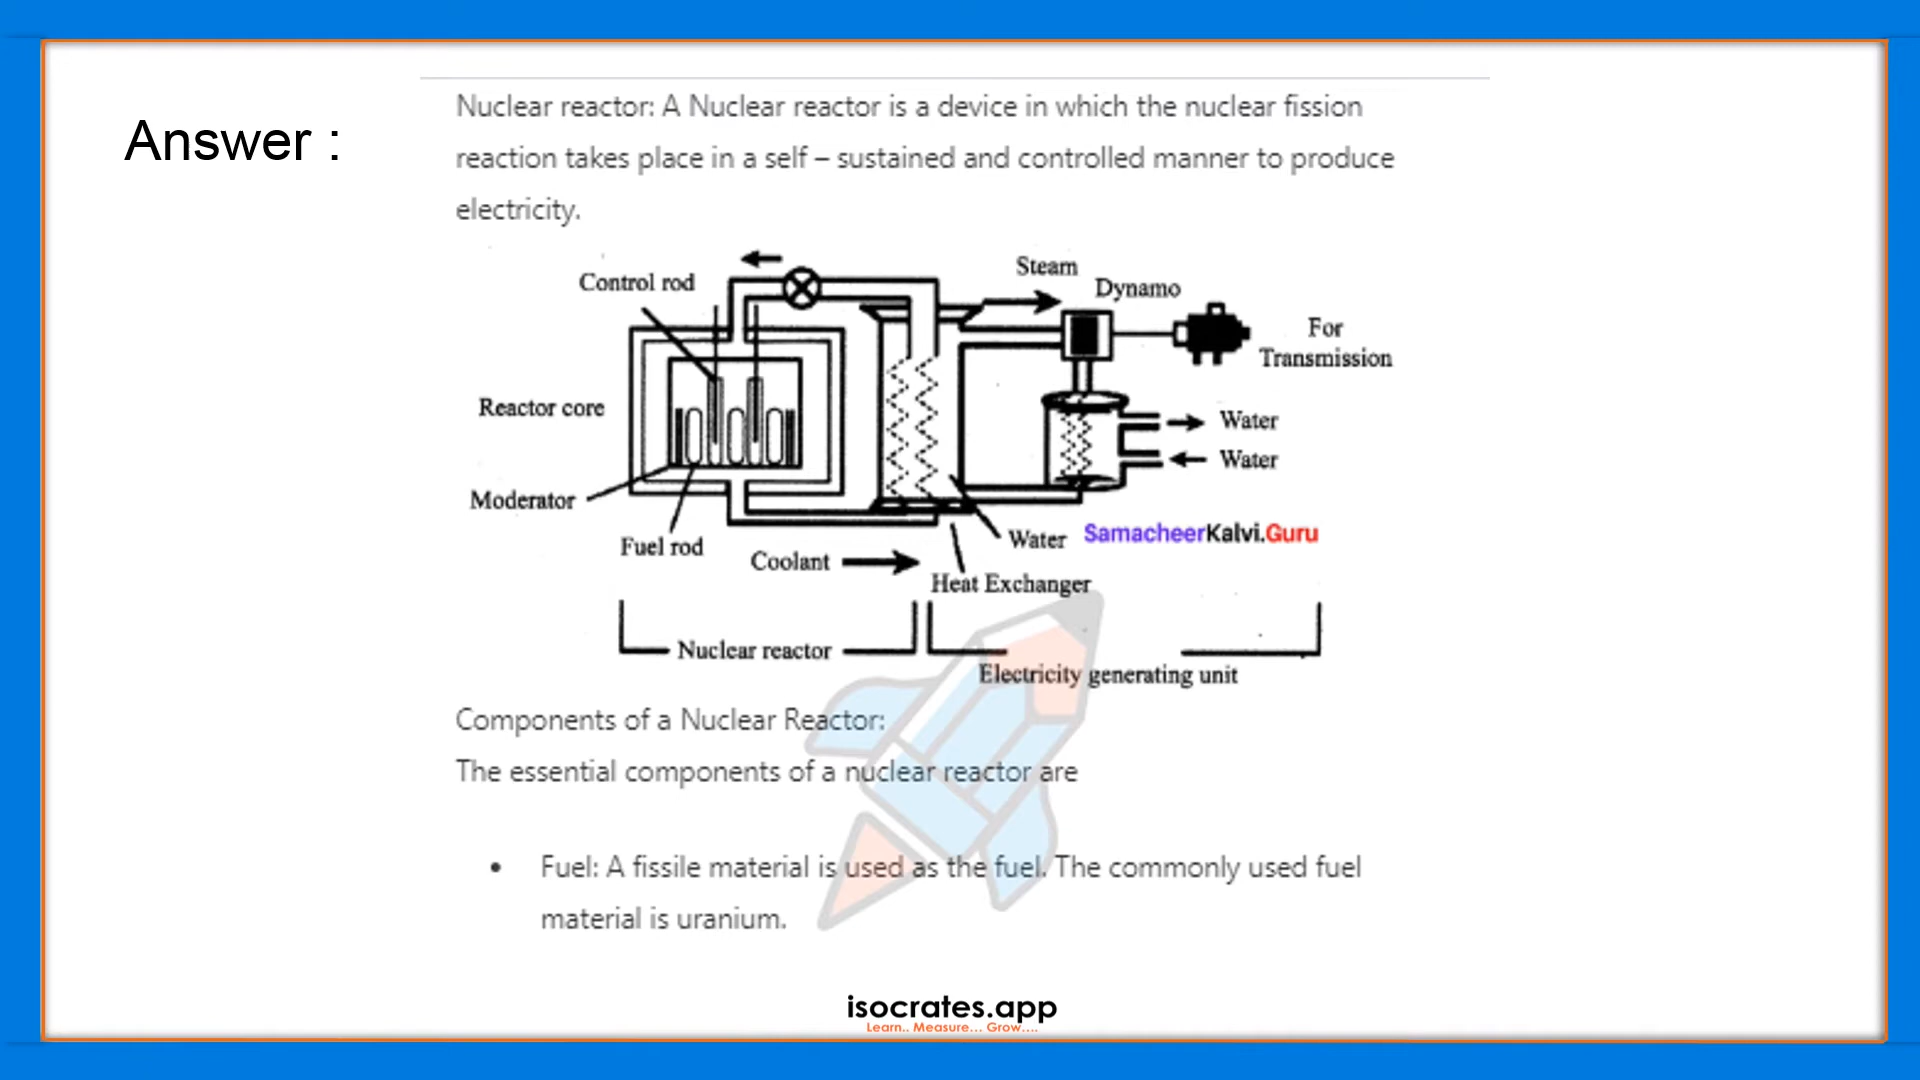 Answer :
Nuclear reactor: A Nuclear reactor is a device in which the nuclear fission
reaction takes place in a self – sustained and controlled manner to produce
electricity.
Control rod
Steam
Dynamo
For
Transmission
Reactor core
Water
Water
Moderator
Fuel rod
Coolant
Water
SamacheerKalvi.Guru
Heat Exchanger
Nuclear reactor
Electricity generating unit
Components of a Nuclear Reactor:
The essential components of a nuclear reactor are
• Fuel: A fissile material is used as the fuel. The commonly used fuel
material is uranium.
isocrates.app
Learn.. Measure... Grow....